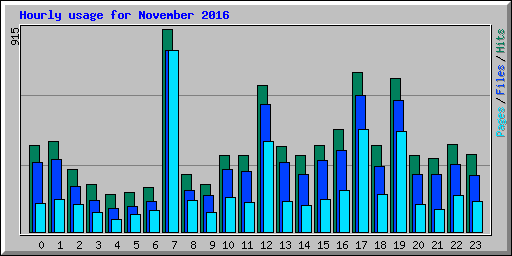 Hourly usage for November 2016
915
Pages/Files/Hits
0 1 2 3 4 5 6 7 8 9 10 11 12 13 14 15 16 17 18 19 20 21 22 23